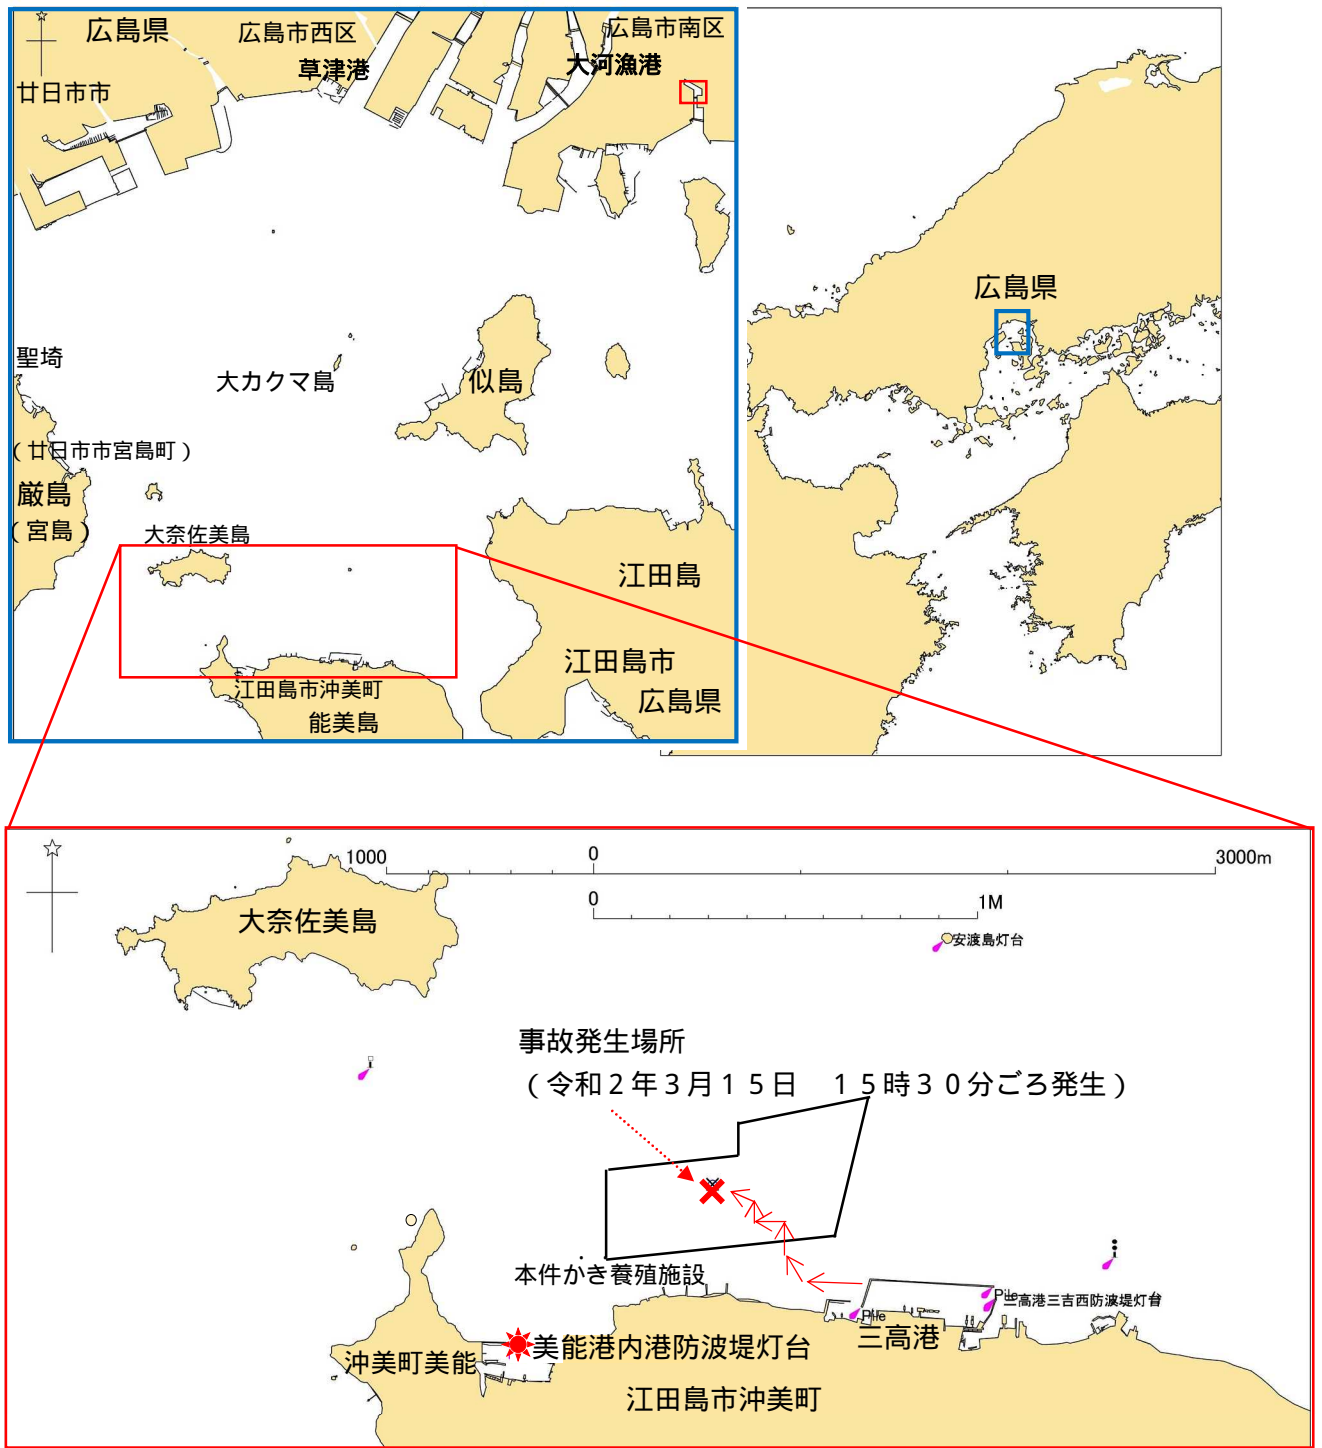 広島県
広島市西区
広島市南区
草津港
大河漁港
廿日市市
広島県
聖埼
大カクマ島
似島
(廿日市市宮島町)
厳島
(宮島)
大奈佐美島
江田島
江田島市
広島県
江田島市沖美町
能美島
1000
0
3000m
0
1M
大奈佐美島
安渡島灯台
事故発生場所
(令和2年3月15日 15時30分ごろ発生)
本件かき養殖施設
Pile
三高港三吉西防波堤灯台
Pile
三高港
美能港内港防波堤灯台
沖美町美能
江田島市沖美町